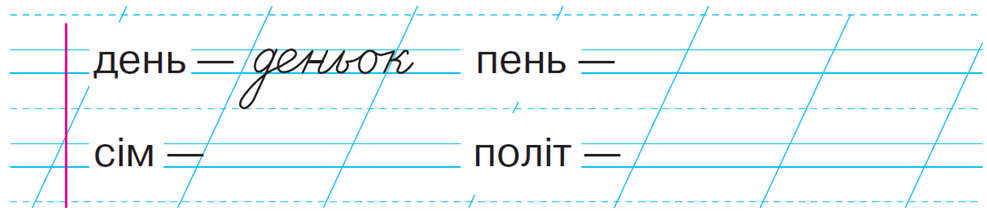 день — деньок пень —
сім — політ —